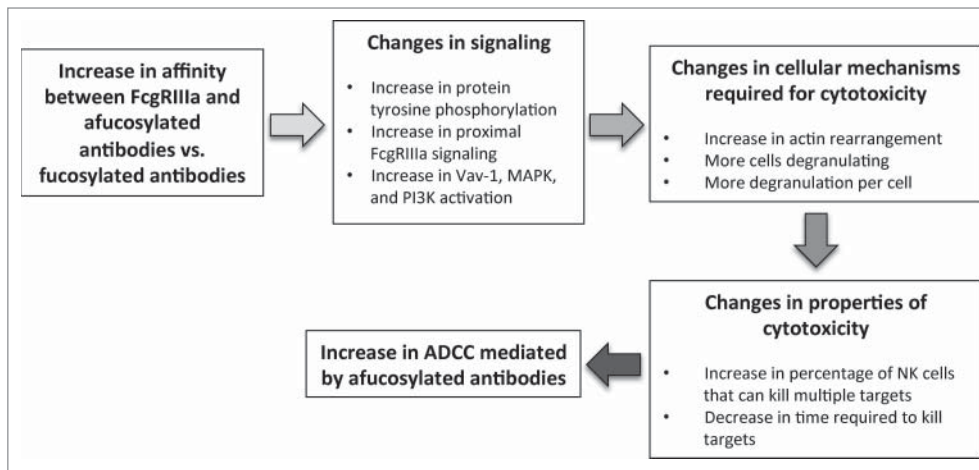 Increase in affinity
between FcgRIIIa and
afucosylated
antibodies vs.
fucosylated antibodies
Changes in signaling
• Increase in protein
tyrosine phosphorylation
• Increase in proximal
FcgRIIIa signaling
• Increase in Vav-1, MAPK,
and PI3K activation
Changes in cellular mechanisms
required for cytotoxicity
• Increase in actin rearrangement
• More cells degranulating
• More degranulation per cell
Changes in properties of
cytotoxicity
• Increase in percentage of NK cells
that can kill multiple targets
• Decrease in time required to kill
targets
Increase in ADCC mediated
by afucosylated antibodies